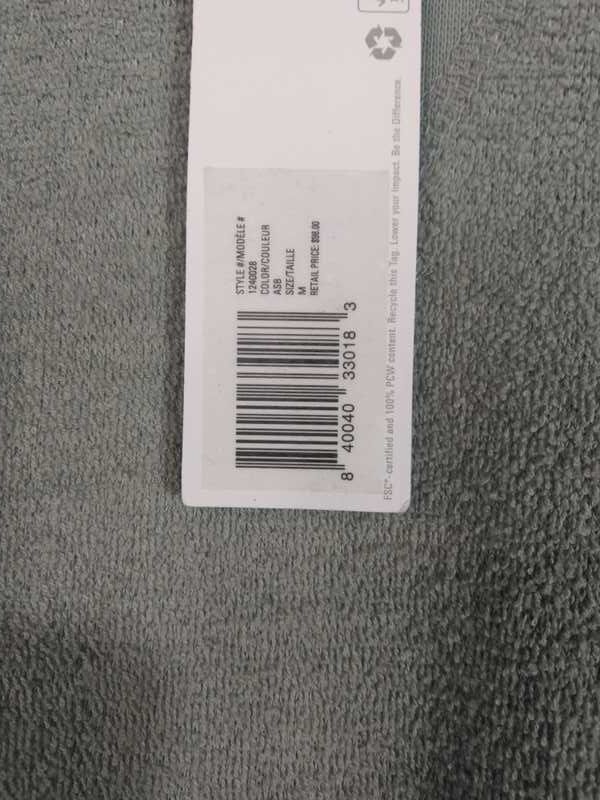 STYLE #/MODÈLE #
1240028
COLOR/COULEUR
ASB
SIZE/TAILLE
M
RETAIL PRICE: $98.00
8 40040 33018 3
FSC®- certified and 100% PCW content. Recycle this Tag. Lower your Impact. Be the Difference.